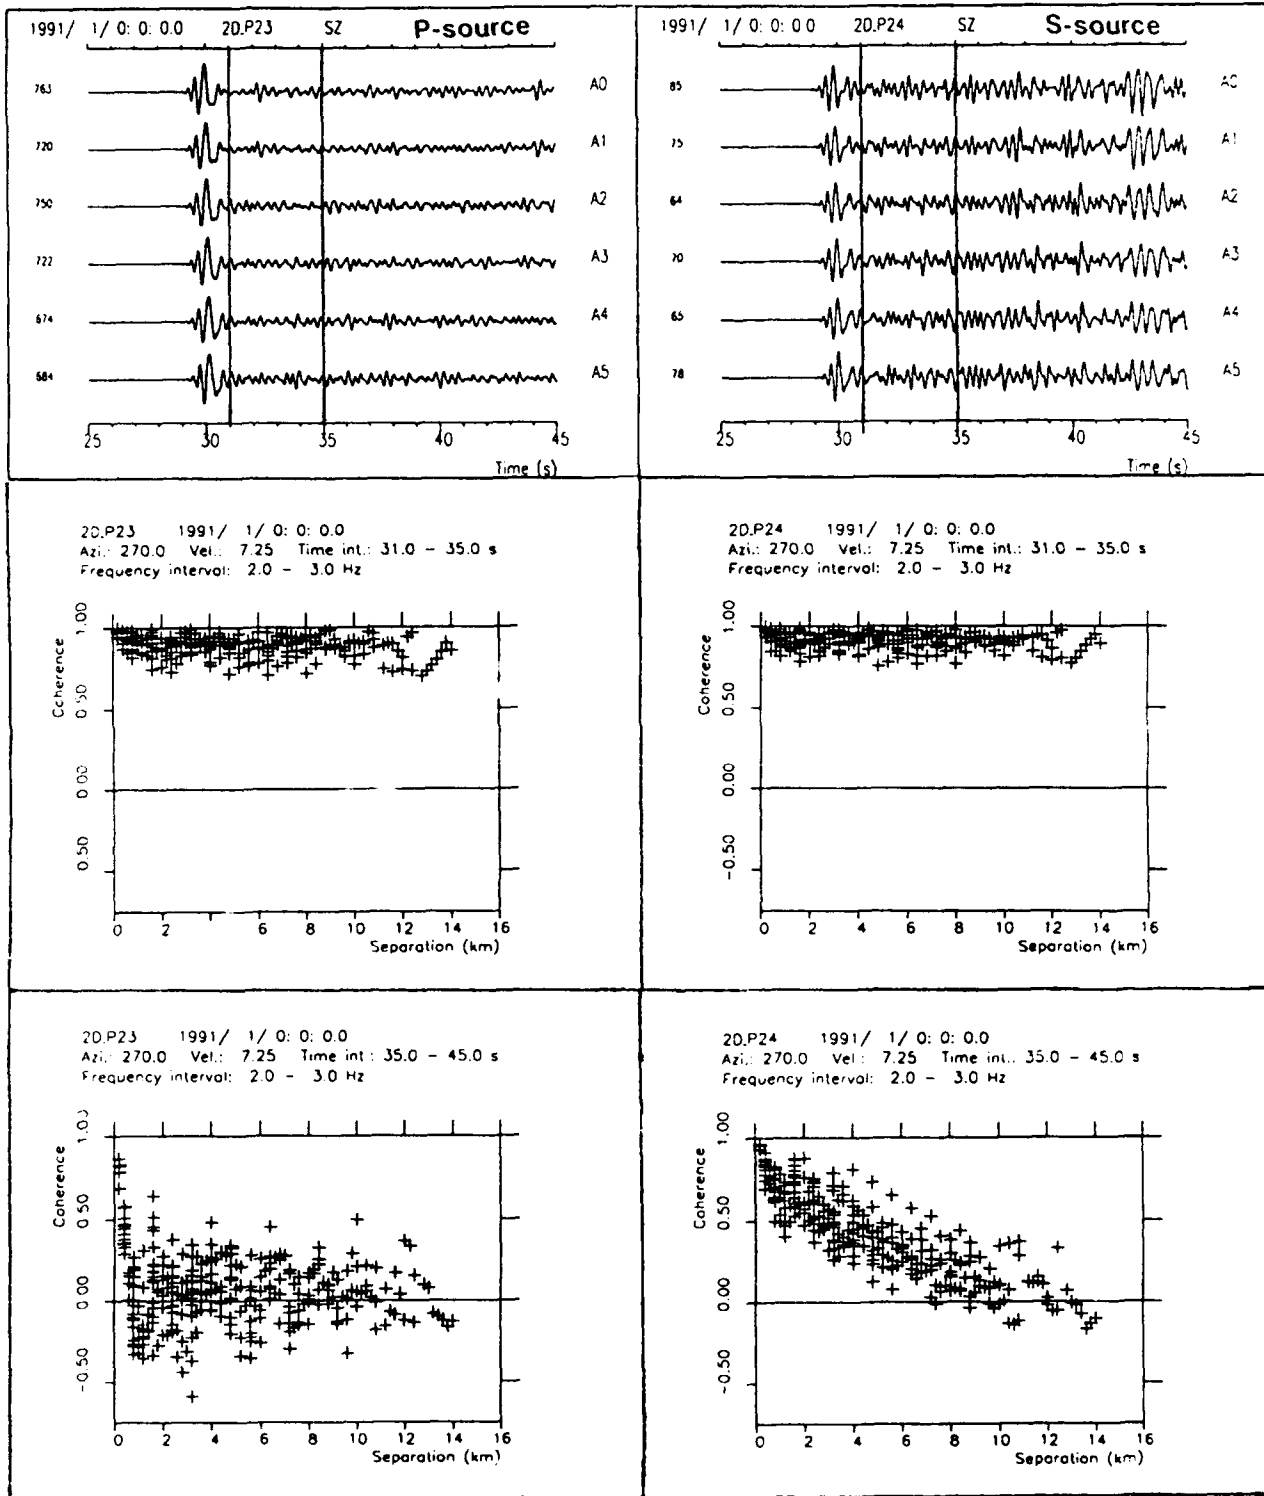 1991/ 1/ 0: 0: 0.0 2D.P23 SZ P-source
763 A0
720 A1
750 A2
722 A3
674 A4
684 A5
25 30 35 40 45
Time (s)
1991/ 1/ 0: 0: 0.0 2D.P24 SZ S-source
85 A0
75 A1
64 A2
70 A3
65 A4
78 A5
25 30 35 40 45
Time (s)
2D.P23 1991/ 1/ 0: 0: 0.0
Azi.: 270.0 Vel.: 7.25 Time int.: 31.0 - 35.0 s
Frequency interval: 2.0 - 3.0 Hz
Coherence
1.00
0.50
0.00
0.50
0 2 4 6 8 10 12 14 16
Separation (km)
2D.P24 1991/ 1/ 0: 0: 0.0
Azi.: 270.0 Vel.: 7.25 Time int.: 31.0 - 35.0 s
Frequency interval: 2.0 - 3.0 Hz
Coherence
1.00
0.50
0.00
-0.50
0 2 4 6 8 10 12 14 16
Separation (km)
2D.P23 1991/ 1/ 0: 0: 0.0
Azi.: 270.0 Vel.: 7.25 Time int.: 35.0 - 45.0 s
Frequency interval: 2.0 - 3.0 Hz
Coherence
1.00
0.50
0.00
-0.50
0 2 4 6 8 10 12 14 16
Separation (km)
2D.P24 1991/ 1/ 0: 0: 0.0
Azi.: 270.0 Vel.: 7.25 Time int.: 35.0 - 45.0 s
Frequency interval: 2.0 - 3.0 Hz
Coherence
1.00
0.50
0.00
-0.50
0 2 4 6 8 10 12 14 16
Separation (km)